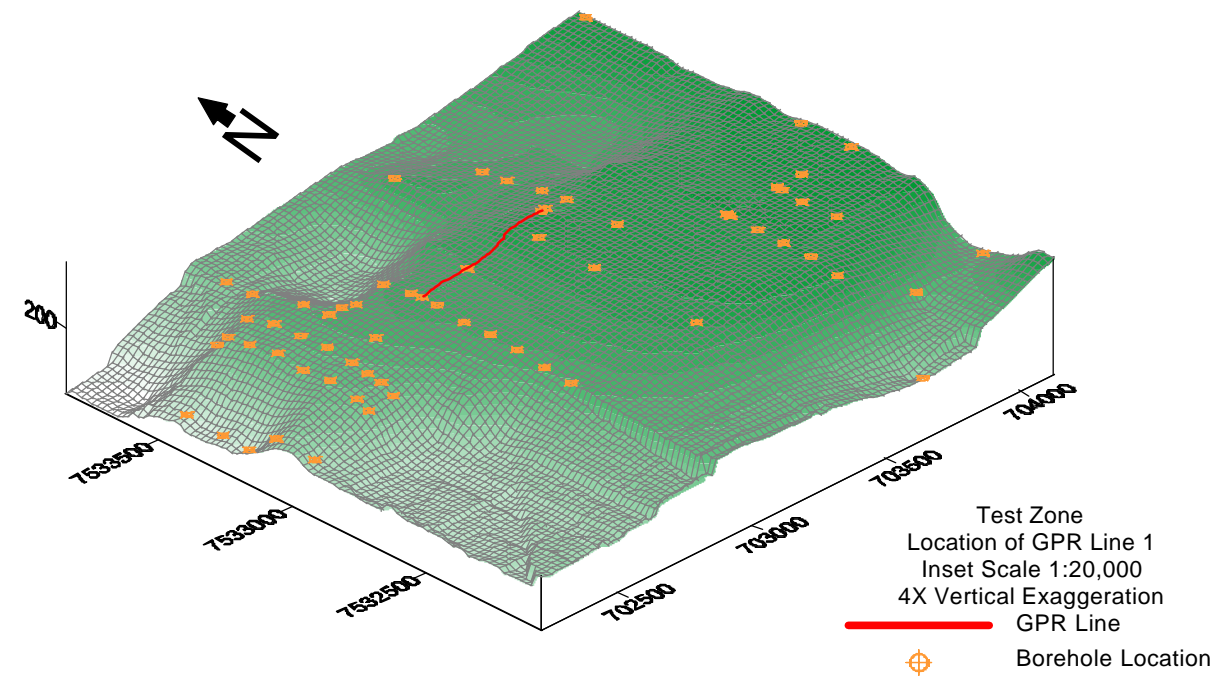 N
200
7533500
7533000
7532500
704000
703500
703000
702500
Test Zone
Location of GPR Line 1
Inset Scale 1:20,000
4X Vertical Exaggeration
GPR Line
Borehole Location